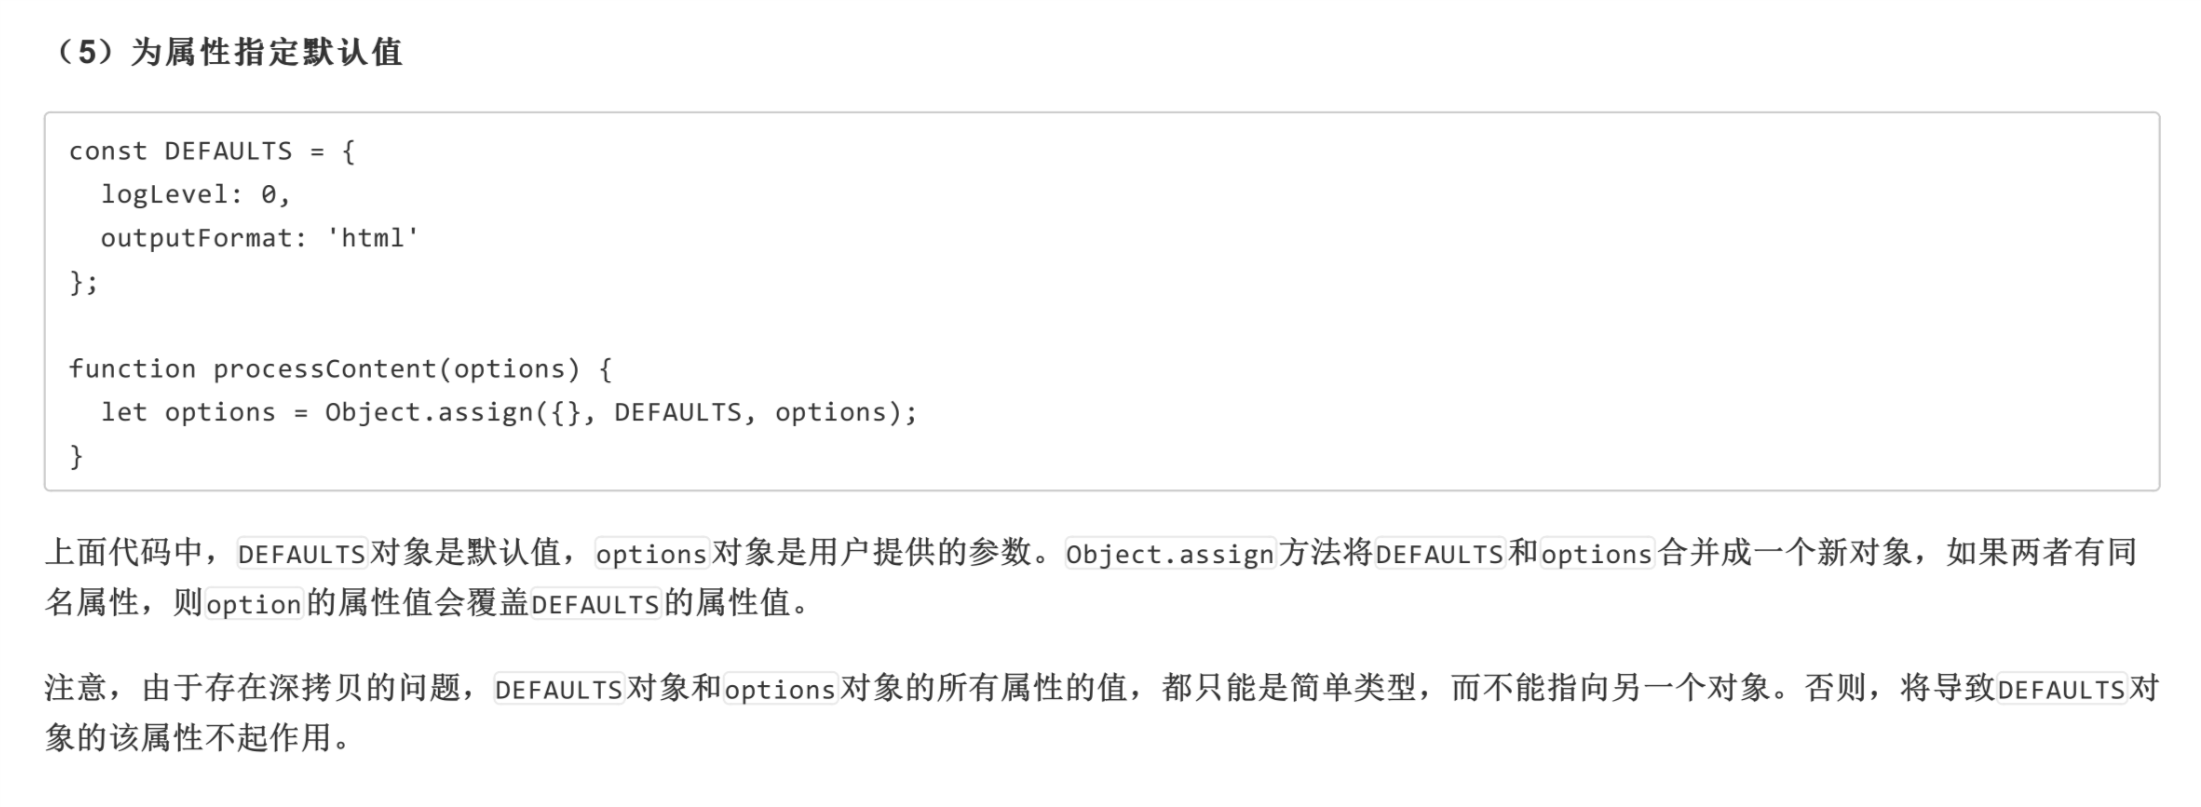 （5）为属性指定默认值
const DEFAULTS = {
  logLevel: 0,
  outputFormat: 'html'
};
function processContent(options) {
  let options = Object.assign({}, DEFAULTS, options);
}
上面代码中，DEFAULTS对象是默认值，options对象是用户提供的参数。Object.assign方法将DEFAULTS和options合并成一个新对象，如果两者有同
名属性，则option的属性值会覆盖DEFAULTS的属性值。
注意，由于存在深拷贝的问题，DEFAULTS对象和options对象的所有属性的值，都只能是简单类型，而不能指向另一个对象。否则，将导致DEFAULTS对
象的该属性不起作用。